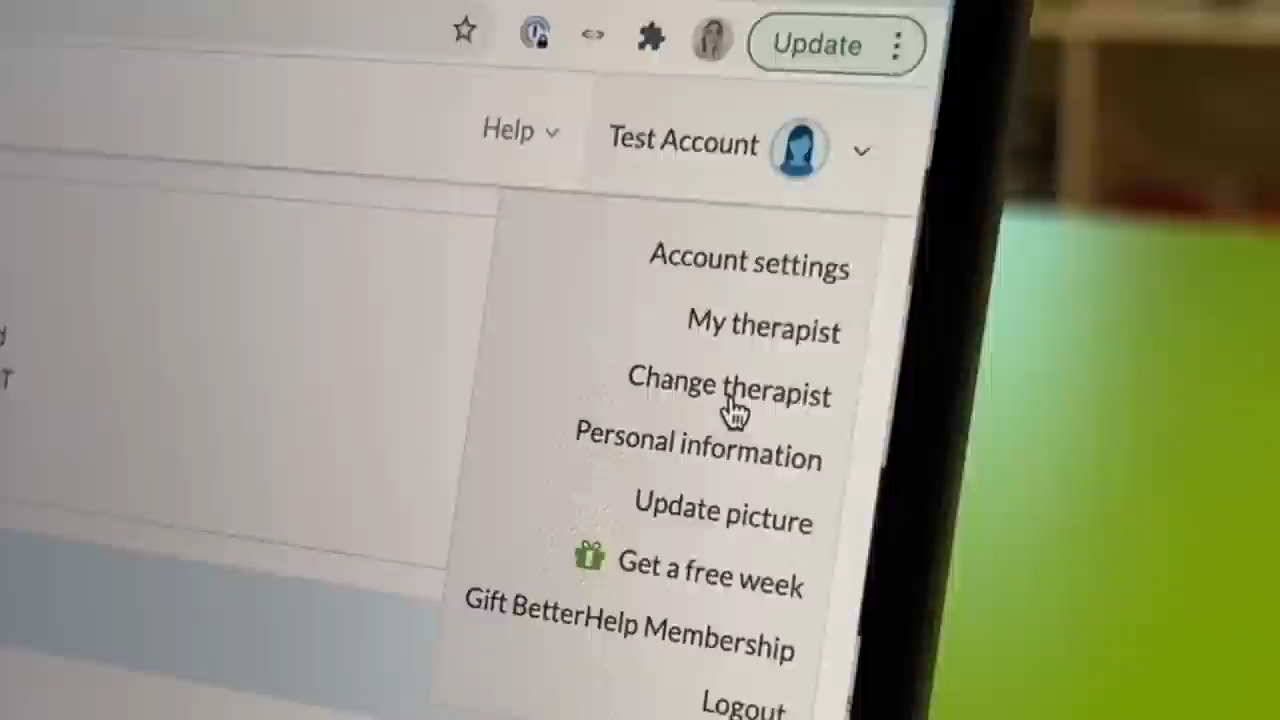 Update
Help
Test Account
Account settings
My therapist
Change therapist
Personal information
Update picture
Get a free week
Gift BetterHelp Membership
Logout
T